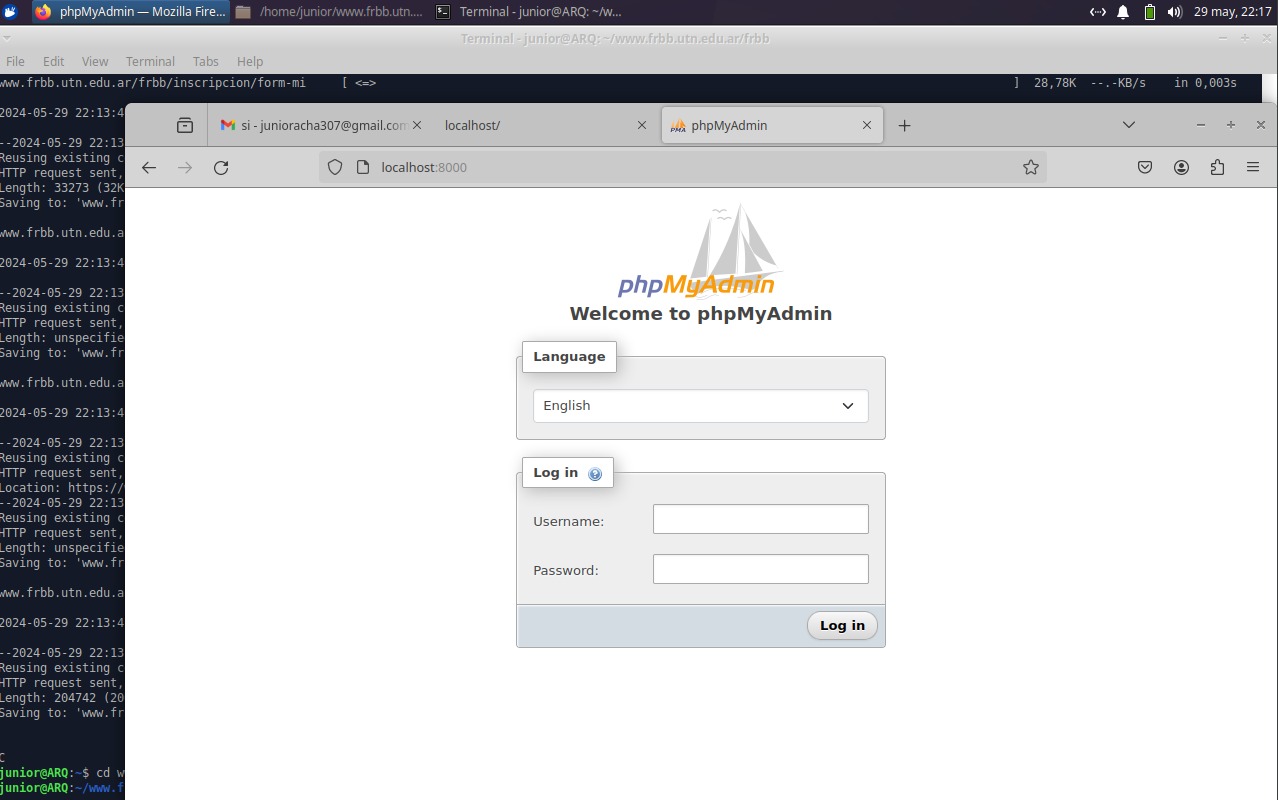 phpMyAdmin — Mozilla Fire...
/home/junior/www.frbb.utn....
Terminal - junior@ARQ: ~/w...
29 may, 22:17
Terminal - junior@ARQ: ~/www.frbb.utn.edu.ar/frbb
File Edit View Terminal Tabs Help
www.frbb.utn.edu.ar/frbb/inscripcion/form-mi [ <=> ] 28,78K --.-KB/s in 0,003s
2024-05-29 22:13:4
si - junioracha307@gmail.com
localhost/
PMA phpMyAdmin
--2024-05-29 22:13
Reusing existing c
HTTP request sent,
Length: 33273 (32K
Saving to: 'www.fr
localhost:8000
www.frbb.utn.edu.a
2024-05-29 22:13:4
--2024-05-29 22:13
Reusing existing c
HTTP request sent,
Length: unspecifie
Saving to: 'www.fr
www.frbb.utn.edu.a
2024-05-29 22:13:4
--2024-05-29 22:13
Reusing existing c
HTTP request sent,
Location: https://
--2024-05-29 22:13
Reusing existing c
HTTP request sent,
Length: unspecifie
Saving to: 'www.fr
www.frbb.utn.edu.a
2024-05-29 22:13:4
--2024-05-29 22:13
Reusing existing c
HTTP request sent,
Length: 204742 (20
Saving to: 'www.fr
C
junior@ARQ:~$ cd w
junior@ARQ:~/www.f
phpMyAdmin
Welcome to phpMyAdmin
Language
English
Log in
Username:
Password:
Log in